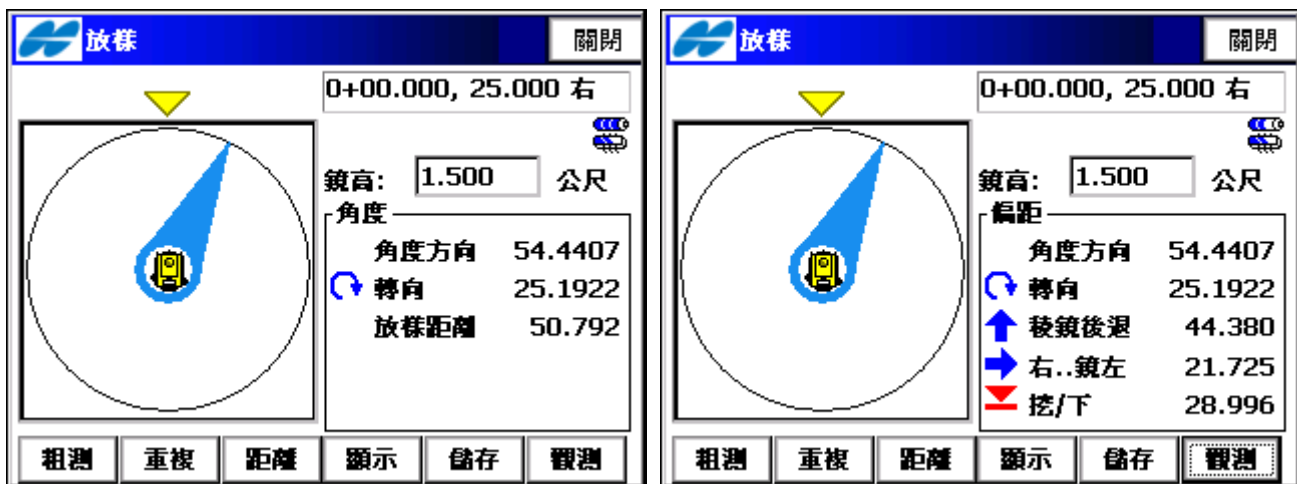 放樣 關閉
0+00.000, 25.000 右
鏡高: 1.500 公尺
角度
角度方向 54.4407
轉向 25.1922
放樣距離 50.792
粗測 重複 距離 顯示 儲存 觀測
放樣 關閉
0+00.000, 25.000 右
鏡高: 1.500 公尺
偏距
角度方向 54.4407
轉向 25.1922
稜鏡後退 44.380
右..鏡左 21.725
挖/下 28.996
粗測 重複 距離 顯示 儲存 觀測